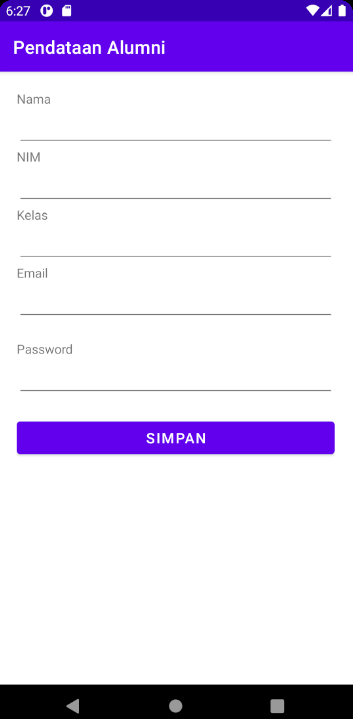 6:27
Pendataan Alumni
Nama
NIM
Kelas
Email
Password
SIMPAN